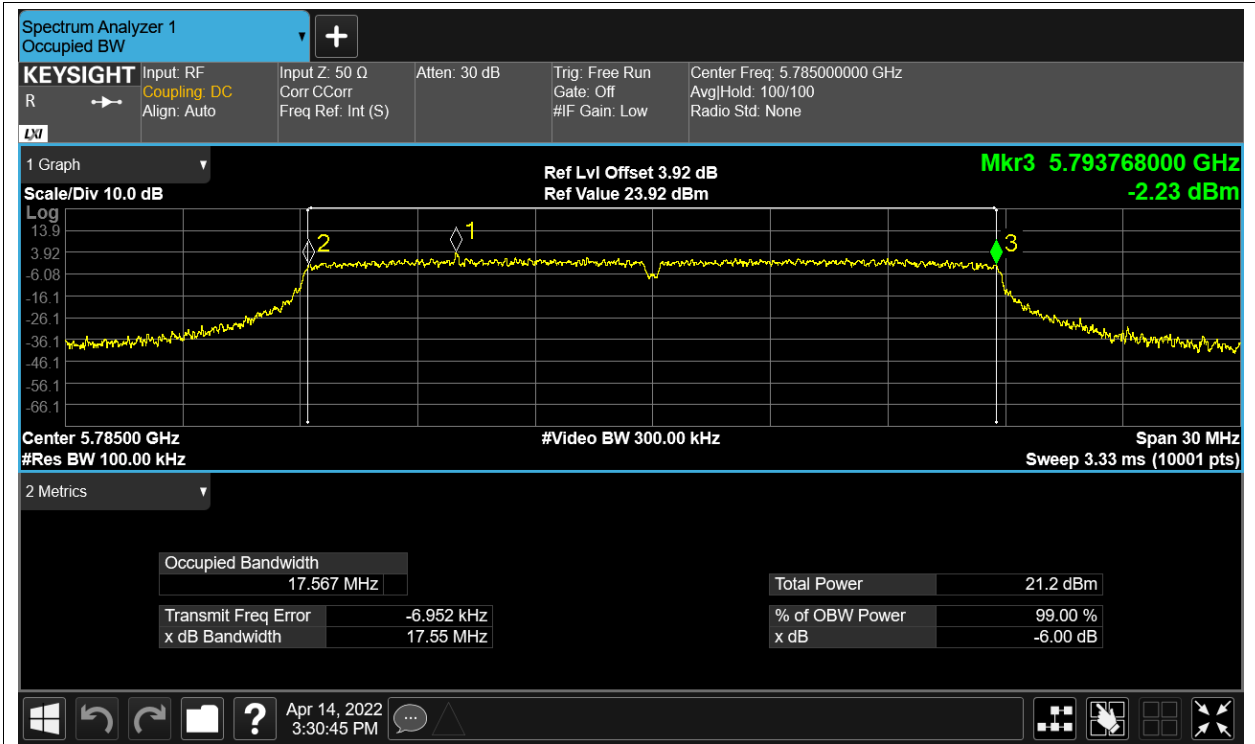 Spectrum Analyzer 1
Occupied BW
KEYSIGHT
R
LXI
Input: RF
Coupling: DC
Align: Auto
Input Z: 50 Ω
Corr CCorr
Freq Ref: Int (S)
Atten: 30 dB
Trig: Free Run
Gate: Off
#IF Gain: Low
Center Freq: 5.785000000 GHz
Avg|Hold: 100/100
Radio Std: None
1 Graph
Scale/Div 10.0 dB
Ref Lvl Offset 3.92 dB
Ref Value 23.92 dBm
Mkr3 5.793768000 GHz
-2.23 dBm
Log
13.9
3.92
-6.08
-16.1
-26.1
-36.1
-46.1
-56.1
-66.1
2
1
3
Center 5.78500 GHz
#Res BW 100.00 kHz
#Video BW 300.00 kHz
Span 30 MHz
Sweep 3.33 ms (10001 pts)
2 Metrics
Occupied Bandwidth
17.567 MHz
Transmit Freq Error -6.952 kHz
x dB Bandwidth 17.55 MHz
Total Power 21.2 dBm
% of OBW Power 99.00 %
x dB -6.00 dB
?
Apr 14, 2022
3:30:45 PM